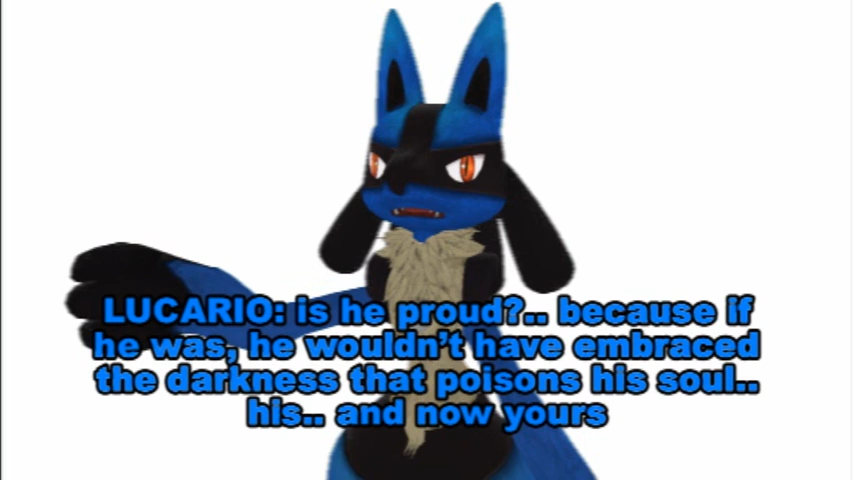 LUCARIO: is he proud?.. because if
he was, he wouldn't have embraced
the darkness that poisons his soul..
his.. and now yours